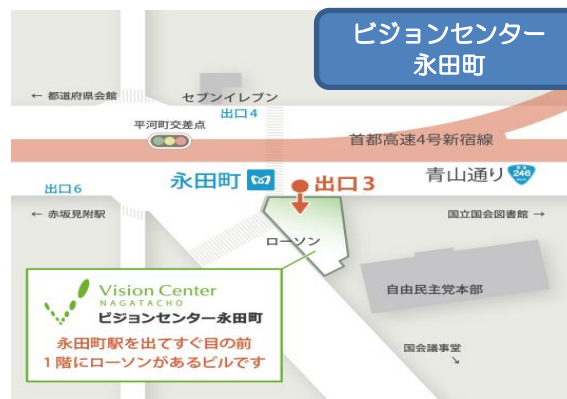 ビジョンセンター
永田町
← 都道府県会館
セブンイレブン
出口4
平河町交差点
首都高速4号新宿線
出口6
永田町
出口3
青山通り
246
← 赤坂見附駅
国立国会図書館 →
ローソン
自由民主党本部
国会議事堂
↘
Vision Center
NAGATACHO
ビジョンセンター永田町
永田町駅を出てすぐ目の前
1階にローソンがあるビルです